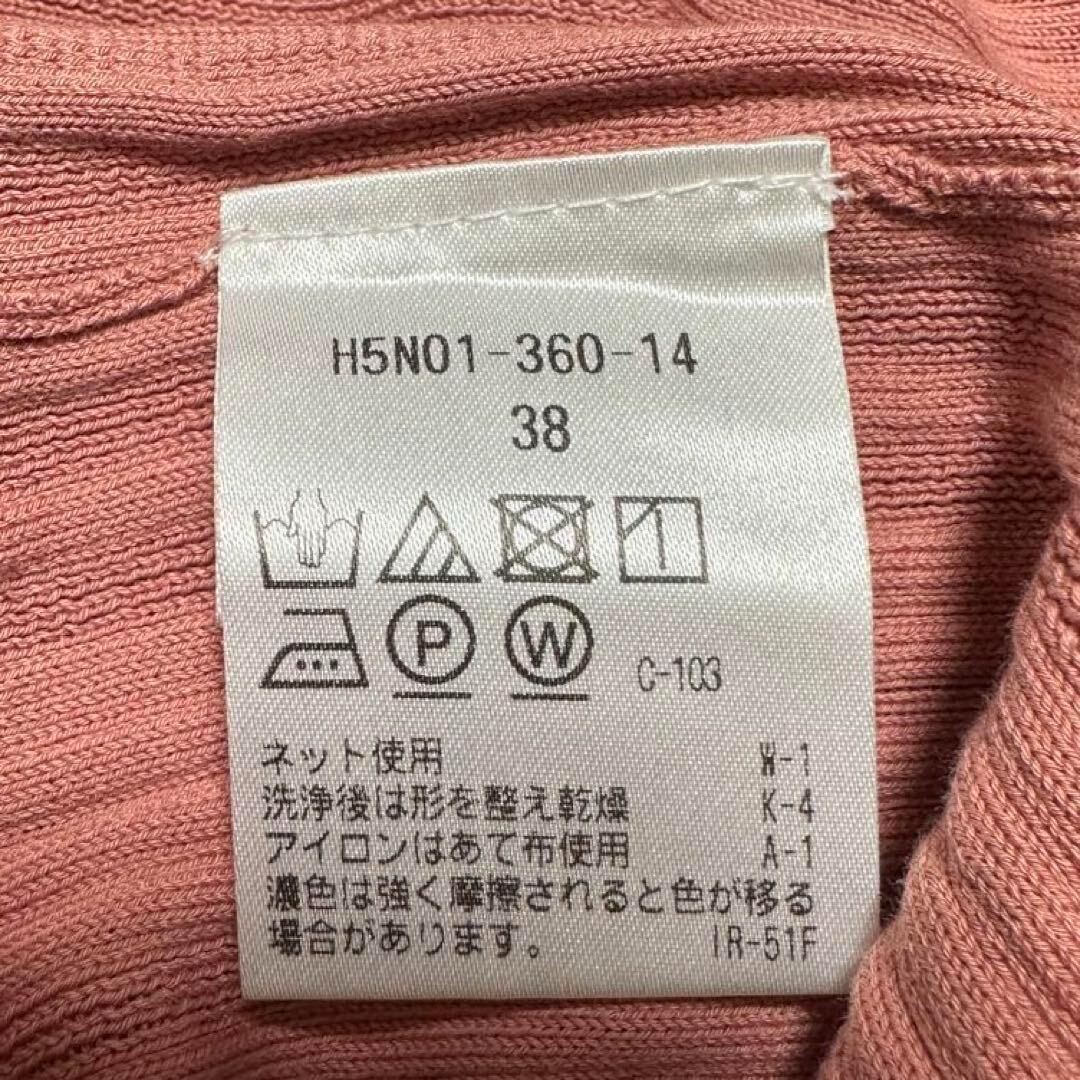 H5N01-360-14
38
P W C-103
ネット使用 W-1
洗浄後は形を整え乾燥 K-4
アイロンはあて布使用 A-1
濃色は強く摩擦されると色が移る
場合があります。 IR-51F